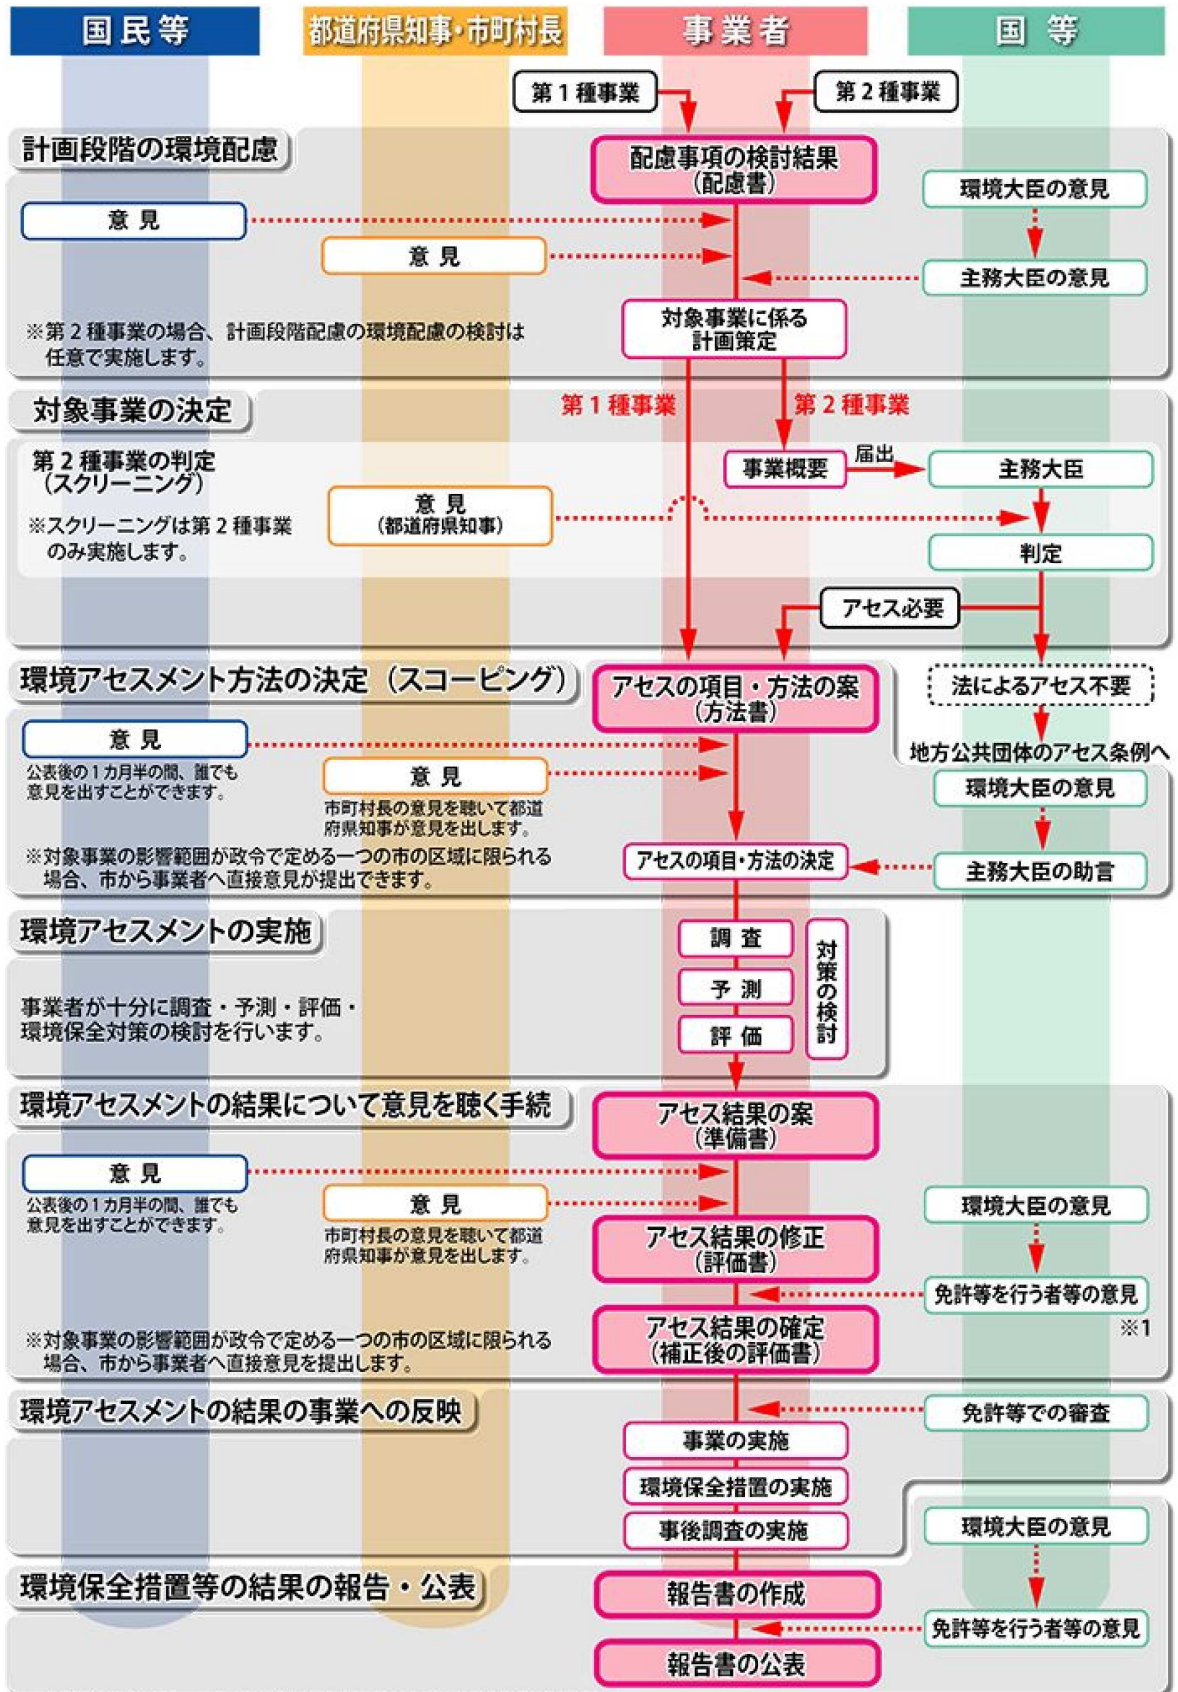 国民等
都道府県知事・市町村長
事業者
国 等
第1種事業
第2種事業
計画段階の環境配慮
配慮事項の検討結果
(配慮書)
環境大臣の意見
意 見
意 見
主務大臣の意見
対象事業に係る
計画策定
※第2種事業の場合、計画段階配慮の環境配慮の検討は
任意で実施します。
対象事業の決定
第1種事業
第2種事業
第2種事業の判定
(スクリーニング)
事業概要
届出
主務大臣
意 見
(都道府県知事)
※スクリーニングは第2種事業
のみ実施します。
判定
アセス必要
環境アセスメント方法の決定(スコーピング)
アセスの項目・方法の案
(方法書)
法によるアセス不要
意 見
地方公共団体のアセス条例へ
公表後の1カ月半の間、誰でも
意見を出すことができます。
意 見
環境大臣の意見
市町村長の意見を聴いて都道
府県知事が意見を出します。
※対象事業の影響範囲が政令で定める一つの市の区域に限られる
場合、市から事業者へ直接意見が提出できます。
アセスの項目・方法の決定
主務大臣の助言
環境アセスメントの実施
調 査
予 測
評 価
対策の検討
事業者が十分に調査・予測・評価・
環境保全対策の検討を行います。
環境アセスメントの結果について意見を聴く手続
アセス結果の案
(準備書)
意 見
公表後の1カ月半の間、誰でも
意見を出すことができます。
意 見
環境大臣の意見
市町村長の意見を聴いて都道
府県知事が意見を出します。
アセス結果の修正
(評価書)
免許等を行う者等の意見
※1
アセス結果の確定
(補正後の評価書)
※対象事業の影響範囲が政令で定める一つの市の区域に限られる
場合、市から事業者へ直接意見を提出します。
環境アセスメントの結果の事業への反映
免許等での審査
事業の実施
環境保全措置の実施
事後調査の実施
環境大臣の意見
環境保全措置等の結果の報告・公表
報告書の作成
免許等を行う者等の意見
報告書の公表